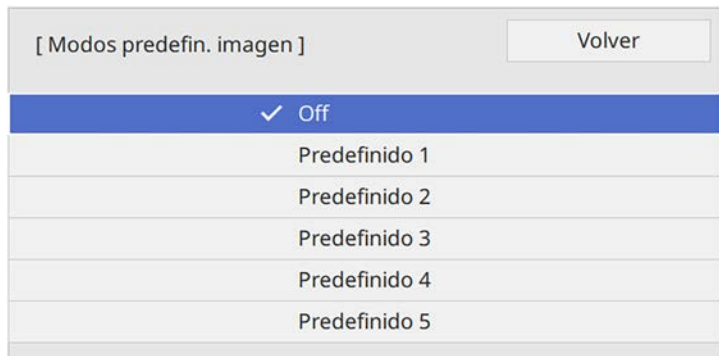 [ Modos predefin. imagen ]
Volver
Off
Predefinido 1
Predefinido 2
Predefinido 3
Predefinido 4
Predefinido 5